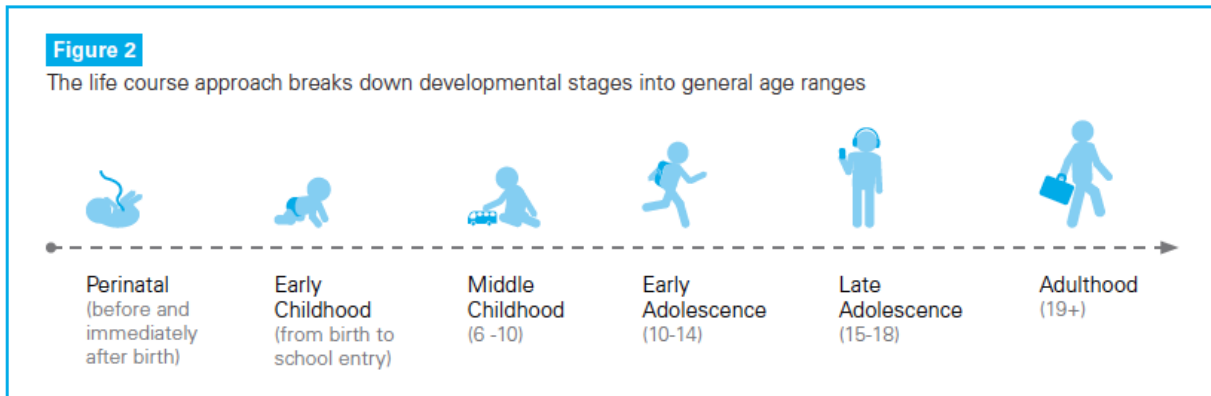 Figure 2
The life course approach breaks down developmental stages into general age ranges
Perinatal
(before and
immediately
after birth)
Early
Childhood
(from birth to
school entry)
Middle
Childhood
(6 -10)
Early
Adolescence
(10-14)
Late
Adolescence
(15-18)
Adulthood
(19+)